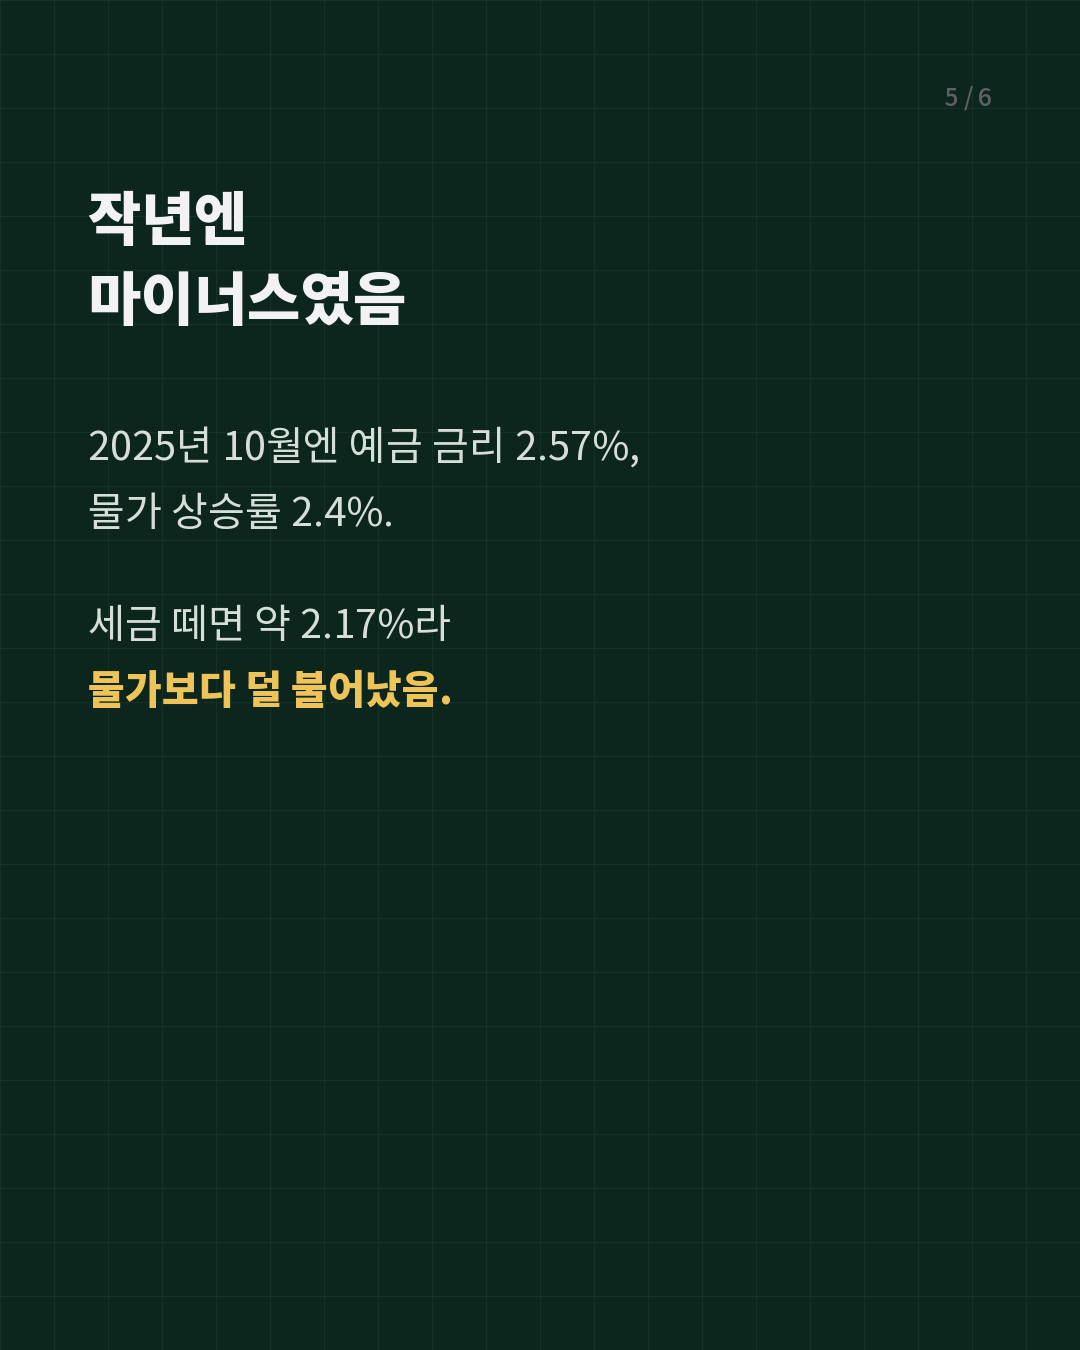 5 / 6
작년엔
마이너스였음
2025년 10월엔 예금 금리 2.57%,
물가 상승률 2.4%.
세금 떼면 약 2.17%라
물가보다 덜 불어났음.